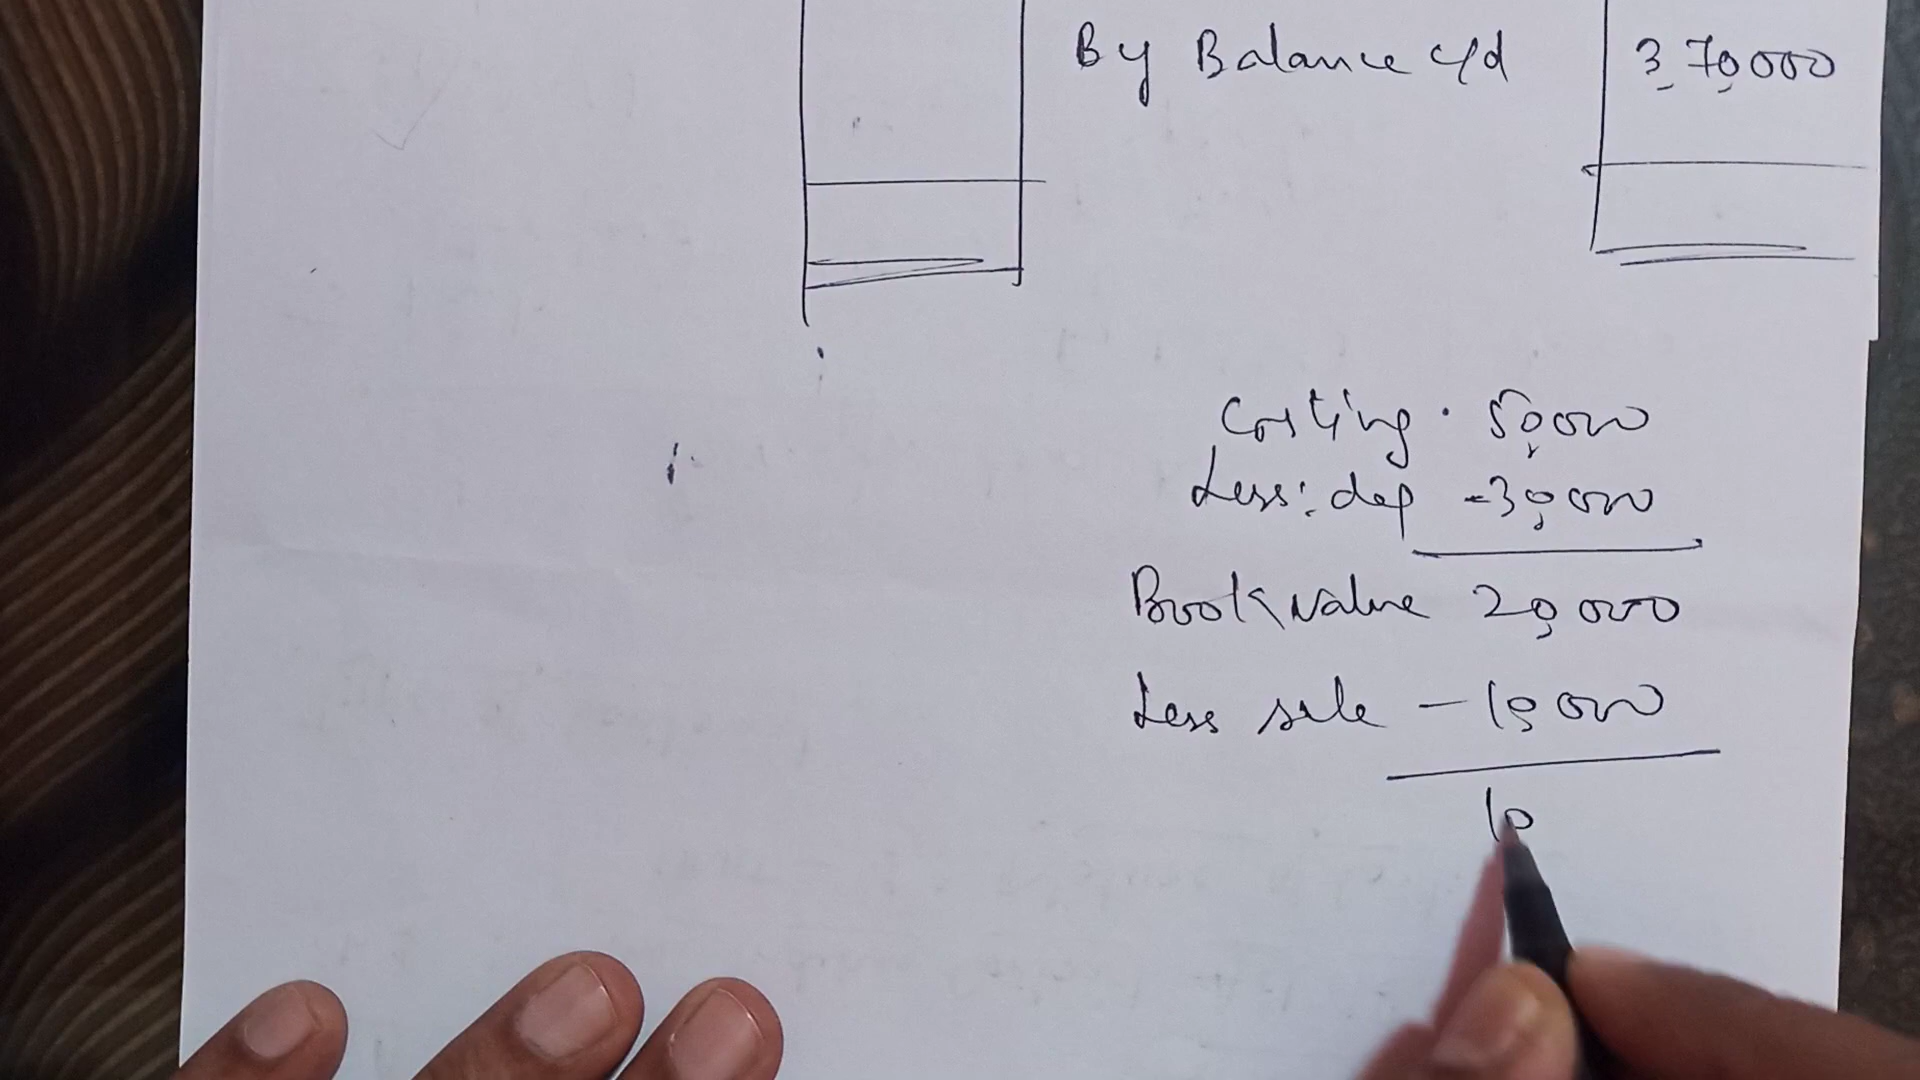 By Balance c/d 3,70,000
Costing . 50,000
Less: dep - 30,000
Book value 20,000
Less sale - 10,000
10